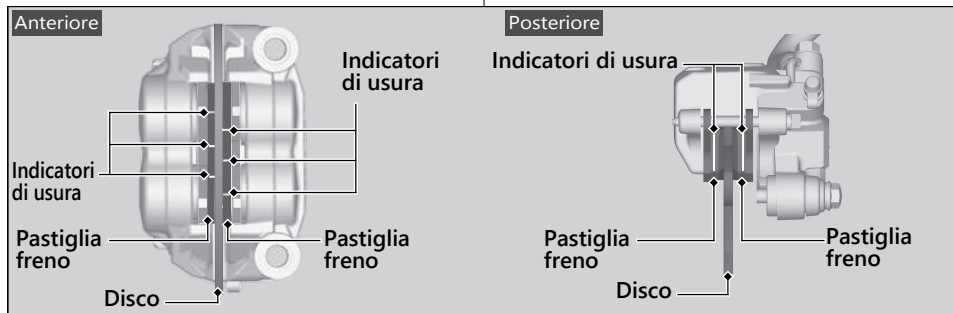 Anteriore
Indicatori
di usura
Indicatori
di usura
Pastiglia
freno
Pastiglia
freno
Disco
Posteriore
Indicatori di usura
Pastiglia
freno
Pastiglia
freno
Disco